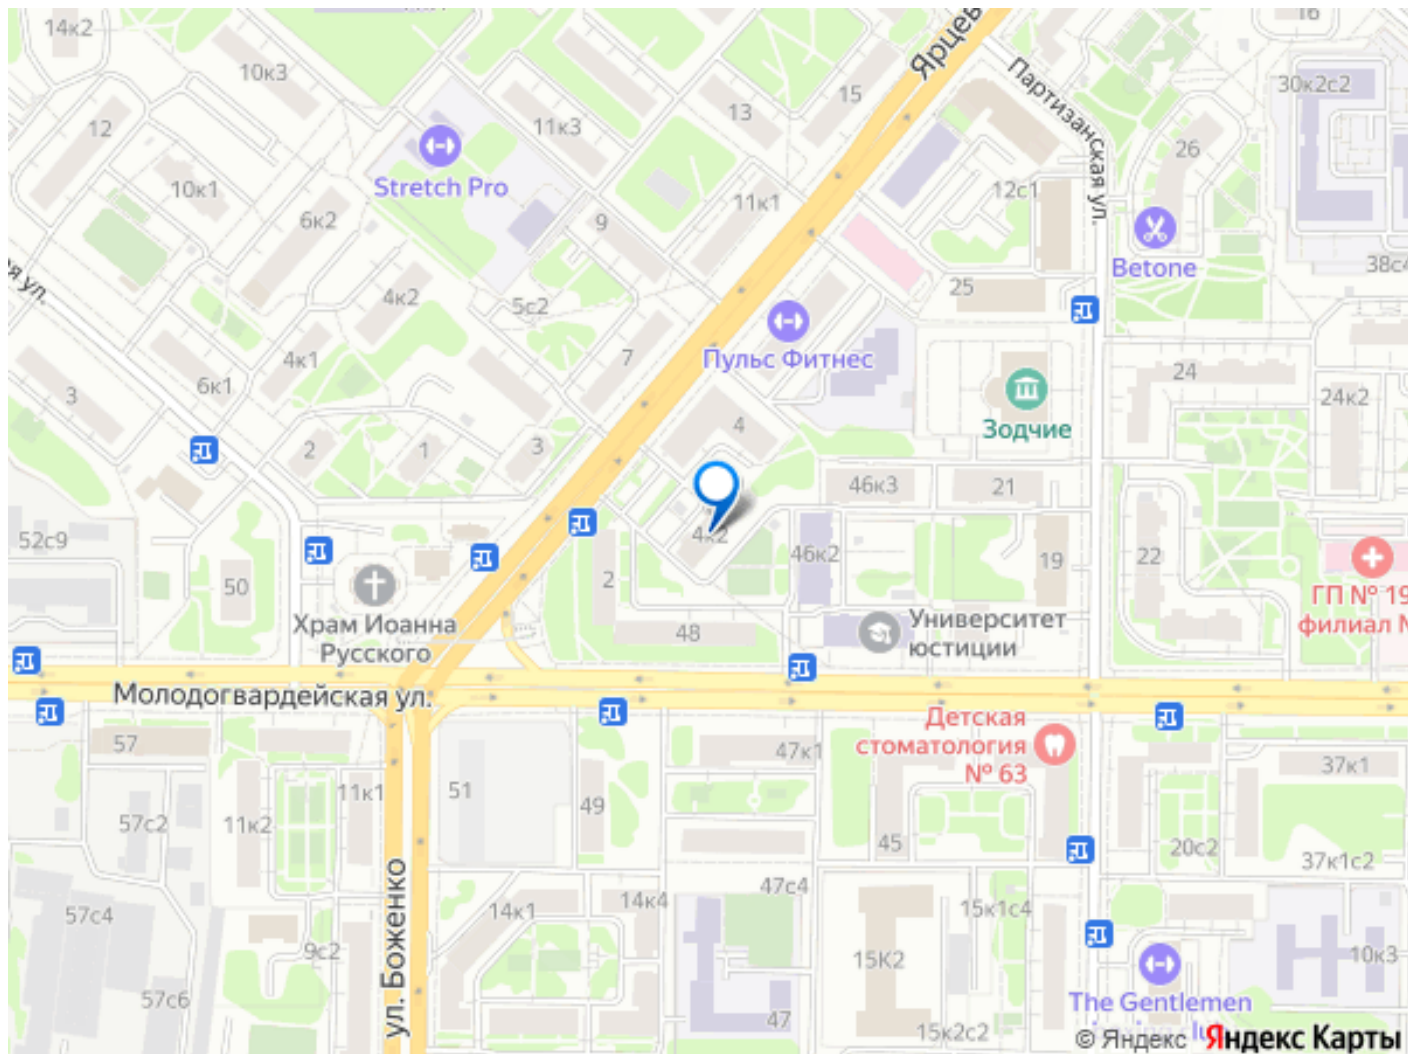 14к2
4к1
16
Ярцев
10к3
30к2с2
15
Партизанская ул.
13
12
11к3
26
Stretch Pro
10к1
12с1
11к1
6к2
9
Betone
38с4
ул.
25
4к2
5с2
Пульс Фитнес
7
4к1
24
6к1
3
24к2
4
Зодчие
2
1
3
46к3
21
4к2
52с9
46к2
22
19
50
2
ГП № 19
филиал №
Храм Иоанна
Русского
48
Университет
юстиции
Молодогвардейская ул.
Детская
стоматология
№ 63
57
47к1
37к1
51
11к1
49
57с2
11к2
45
20с2
37к1с2
47с4
14к4
14к1
15к1с4
57с4
ул. Боженко
9с2
15К2
10к3
57с6
The Gentlemen
47
15к2с2
© Яндекс Яндекс Карты